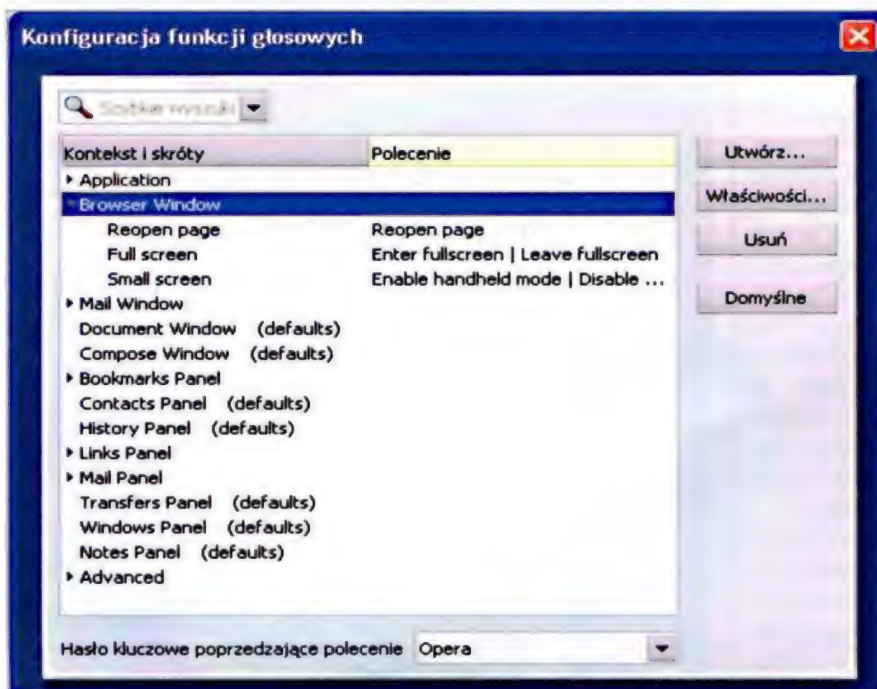 Konfiguracja funkcji głosowych
Kontekst i skróty Polecenie
Application
Browser Window
Reopen page Reopen page
Full screen Enter fullscreen | Leave fullscreen
Small screen Enable handheld mode | Disable ...
Mail Window
Document Window (defaults)
Compose Window (defaults)
Bookmarks Panel
Contacts Panel (defaults)
History Panel (defaults)
Links Panel
Mail Panel
Transfers Panel (defaults)
Windows Panel (defaults)
Notes Panel (defaults)
Advanced
Utwórz...
Właściwości...
Usuń
Domyślne
Hasło kluczowe poprzedzające polecenie Opera